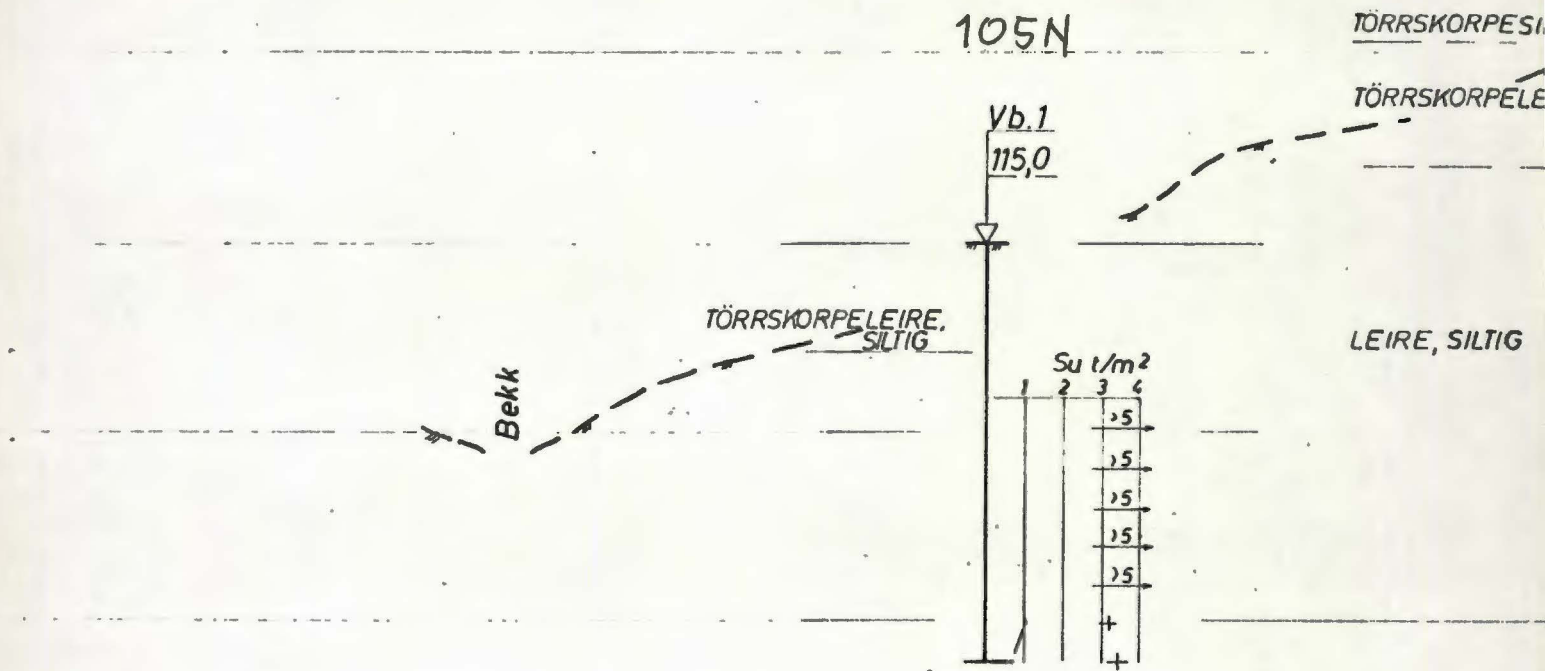 105N
TÖRRSKORPESI
TÖRRSKORPELE
Vb.1
115,0
TÖRRSKORPELEIRE,
SILTIG
LEIRE, SILTIG
Bekk
Su t/m²
1 2 3 4
>5
>5
>5
>5
>5